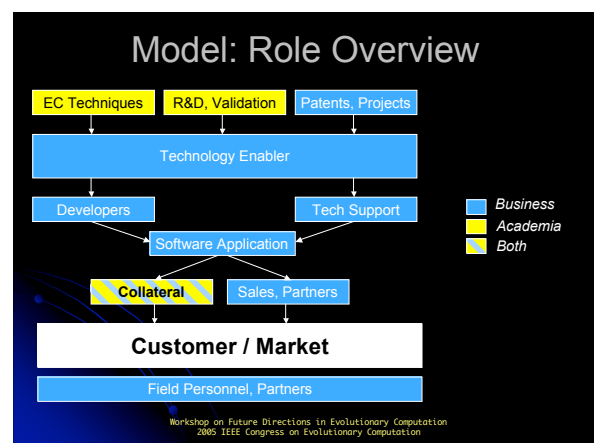 Model: Role Overview
EC Techniques
R&D, Validation
Patents, Projects
Technology Enabler
Developers
Tech Support
Business
Academia
Both
Software Application
Collateral
Sales, Partners
Customer / Market
Field Personnel, Partners
Workshop on Future Directions in Evolutionary Computation
2005 IEEE Congress on Evolutionary Computation